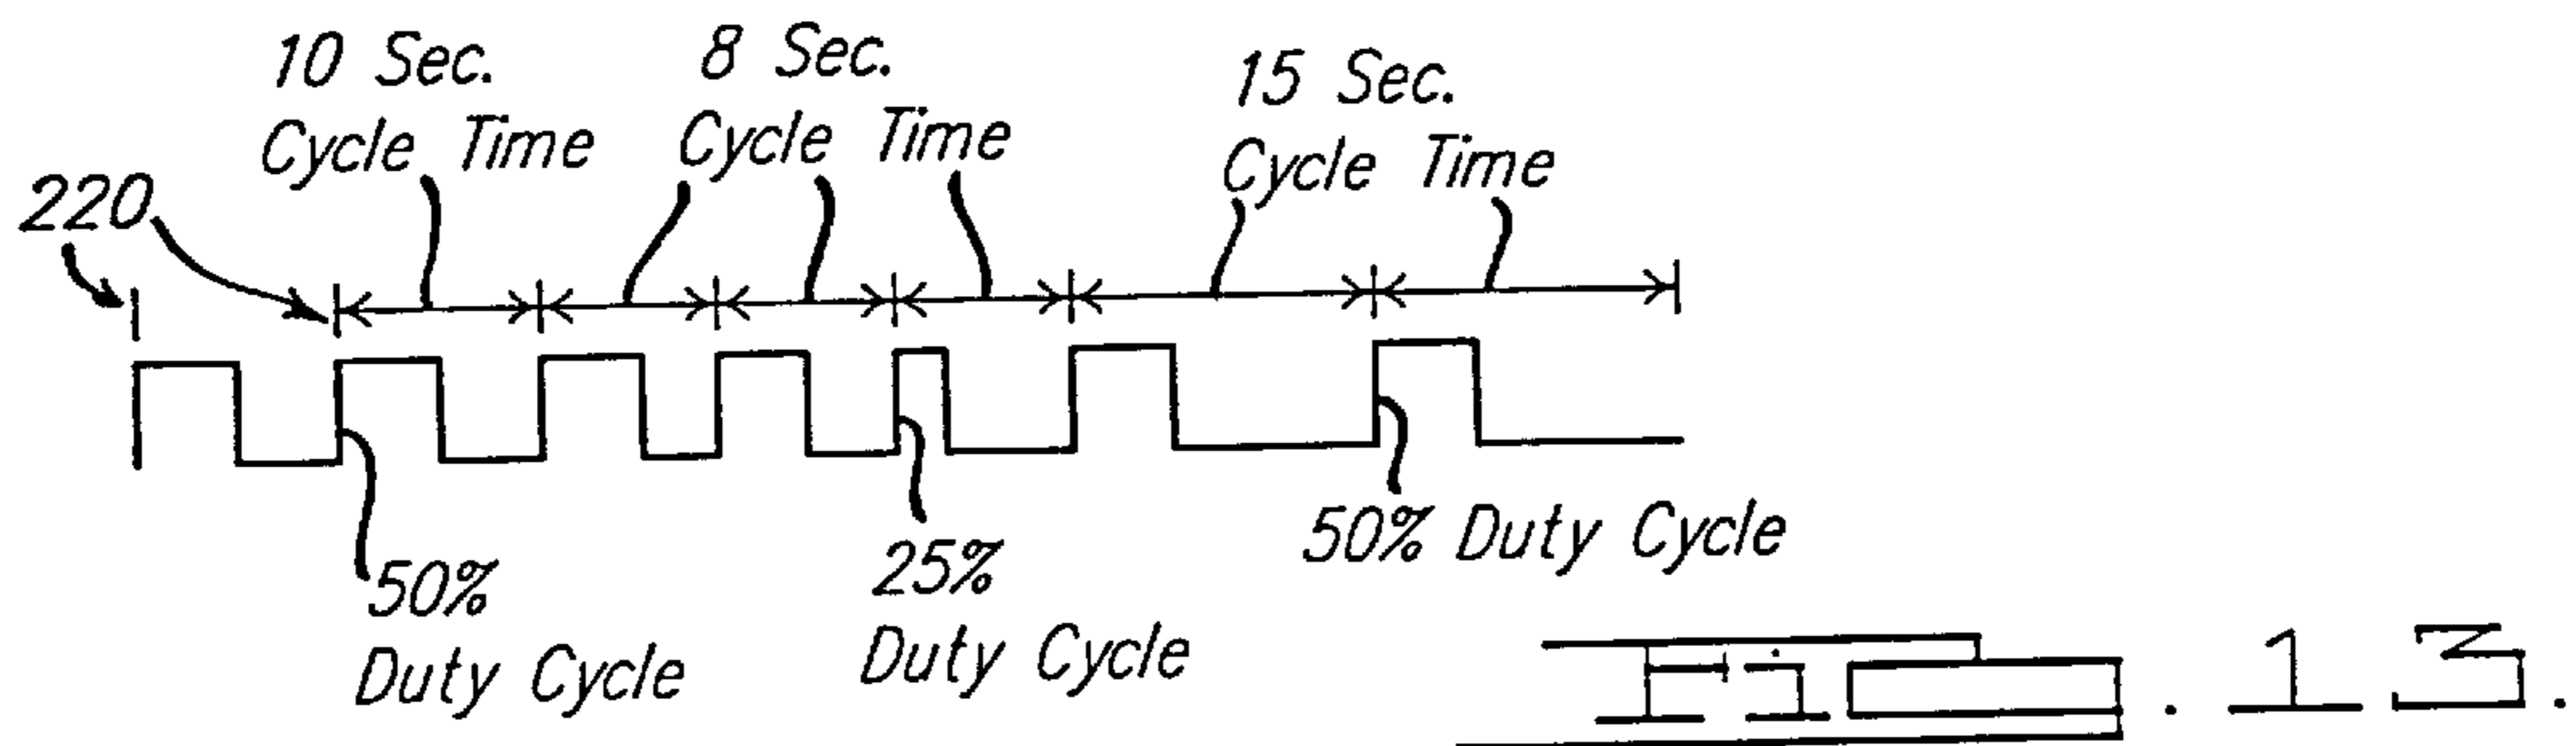 10 Sec.
Cycle Time
8 Sec.
Cycle Time
15 Sec.
Cycle Time
220
50%
Duty Cycle
25%
Duty Cycle
50% Duty Cycle
Fig. 13.